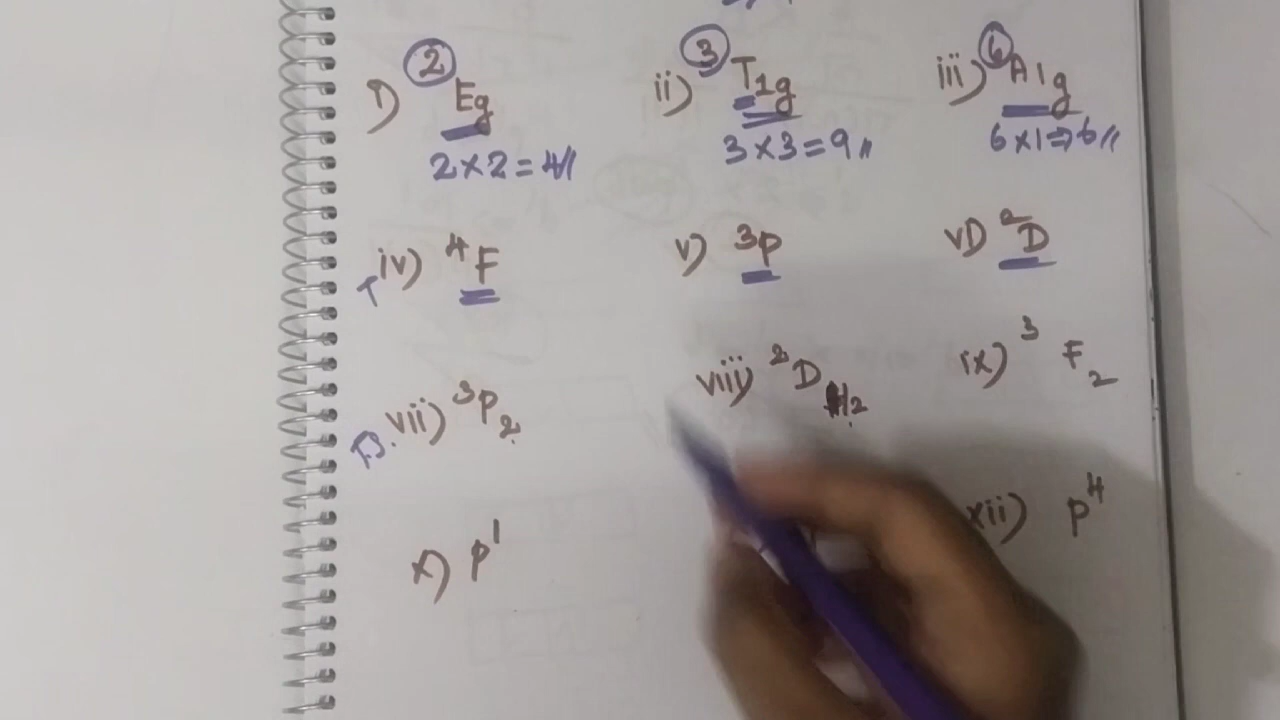 i) ²Eg ii) ³T₁g iii) ⁶A1g
2×2=4// 3×3=9// 6×1⇒6//
iv) ⁴F v) ³P vi) ²D
vii) ³P₂ viii) ²D ix) ³F₂
x) p¹ xii) p⁴